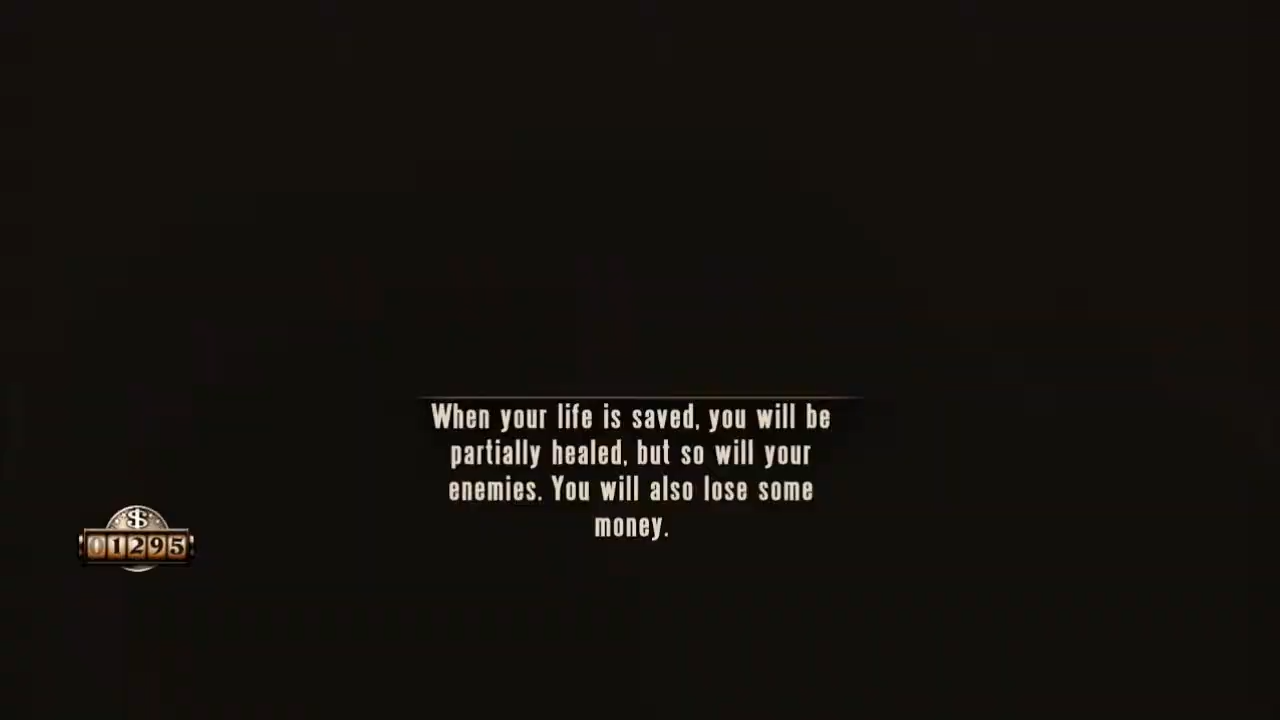 When your life is saved, you will be
partially healed, but so will your
enemies. You will also lose some
money.
$
01295